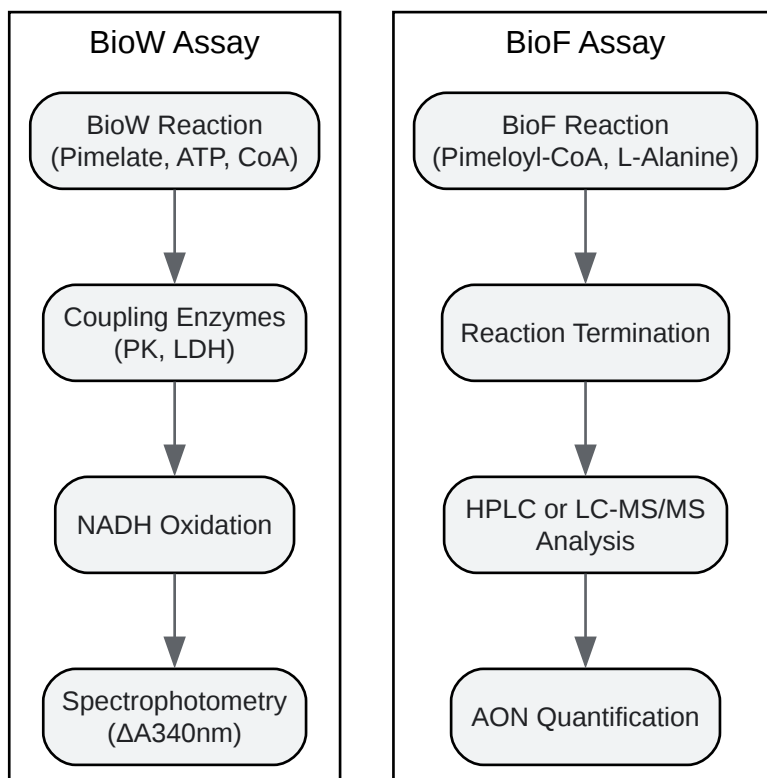 BioW Assay
BioW Reaction
(Pimelate, ATP, CoA)
Coupling Enzymes
(PK, LDH)
NADH Oxidation
Spectrophotometry
(ΔA340nm)
BioF Assay
BioF Reaction
(Pimeloyl-CoA, L-Alanine)
Reaction Termination
HPLC or LC-MS/MS
Analysis
AON Quantification